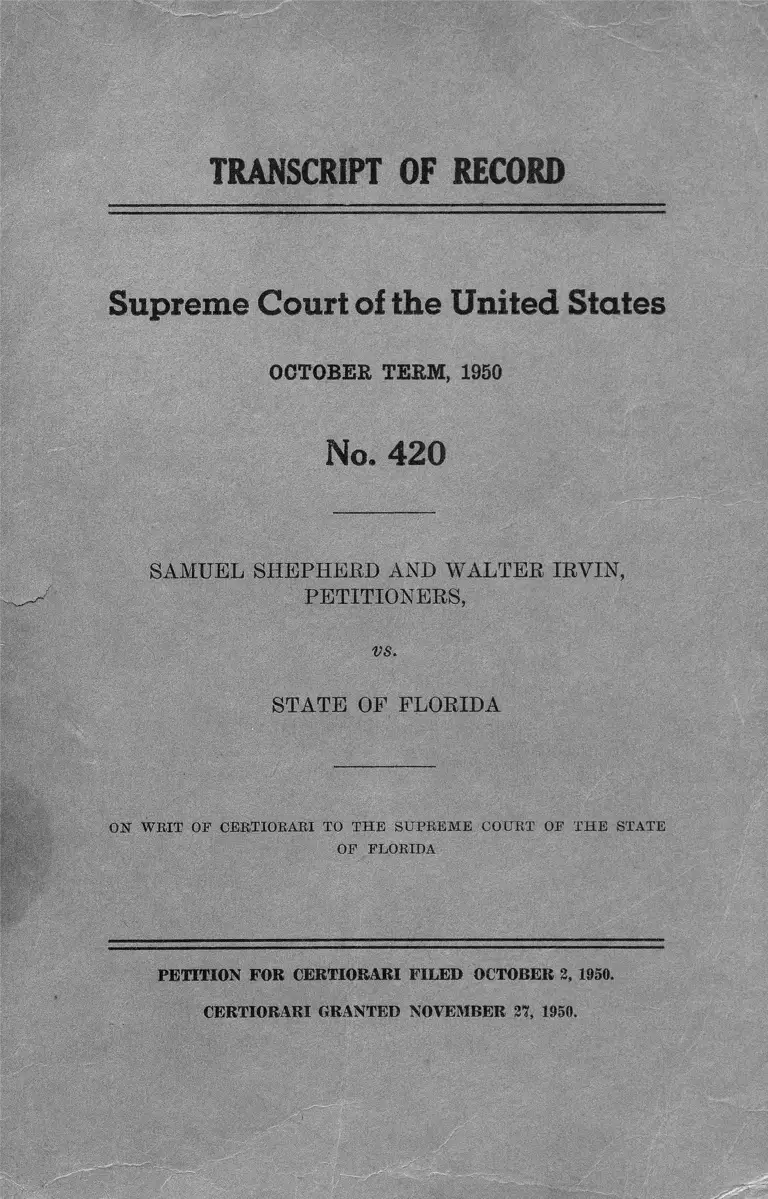 TRANSCRIPT OF RECORD
Supreme Court of the United States
OCTOBER TERM, 1950
No. 420
SAMUEL SHEPHERD AND WALTER IRVIN,
PETITIONERS,
vs.
STATE OF FLORIDA
ON WRIT OF CERTIORARI TO THE SUPREME COURT OF THE STATE
OF FLORIDA
PETITION FOR CERTIORARI FILED OCTOBER 2, 1950.
CERTIORARI GRANTED NOVEMBER 27, 1950.